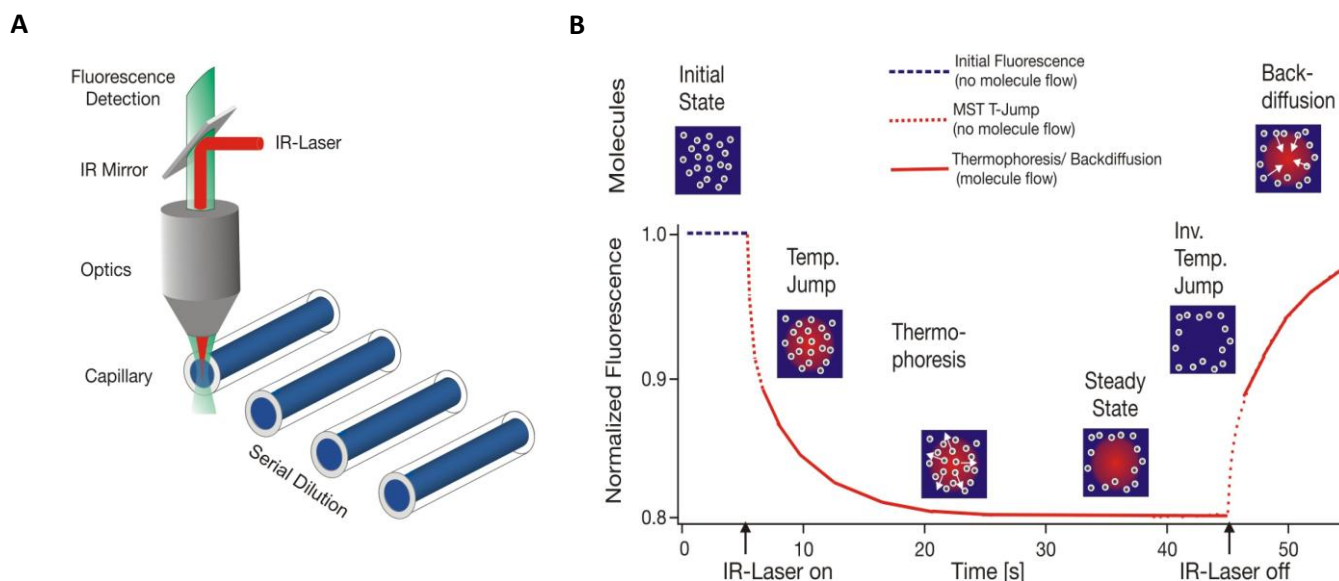 A
Fluorescence
Detection
IR-Laser
IR Mirror
Optics
Capillary
Serial Dilution
B
Molecules
Initial
State
Initial Fluorescence
(no molecule flow)
MST T-Jump
(no molecule flow)
Thermophoresis/ Backdiffusion
(molecule flow)
Back-
diffusion
Normalized Fluorescence
1.0
0.9
0.8
Temp.
Jump
Thermo-
phoresis
Steady
State
Inv.
Temp.
Jump
0
10
20
30
40
50
IR-Laser on
Time [s]
IR-Laser off